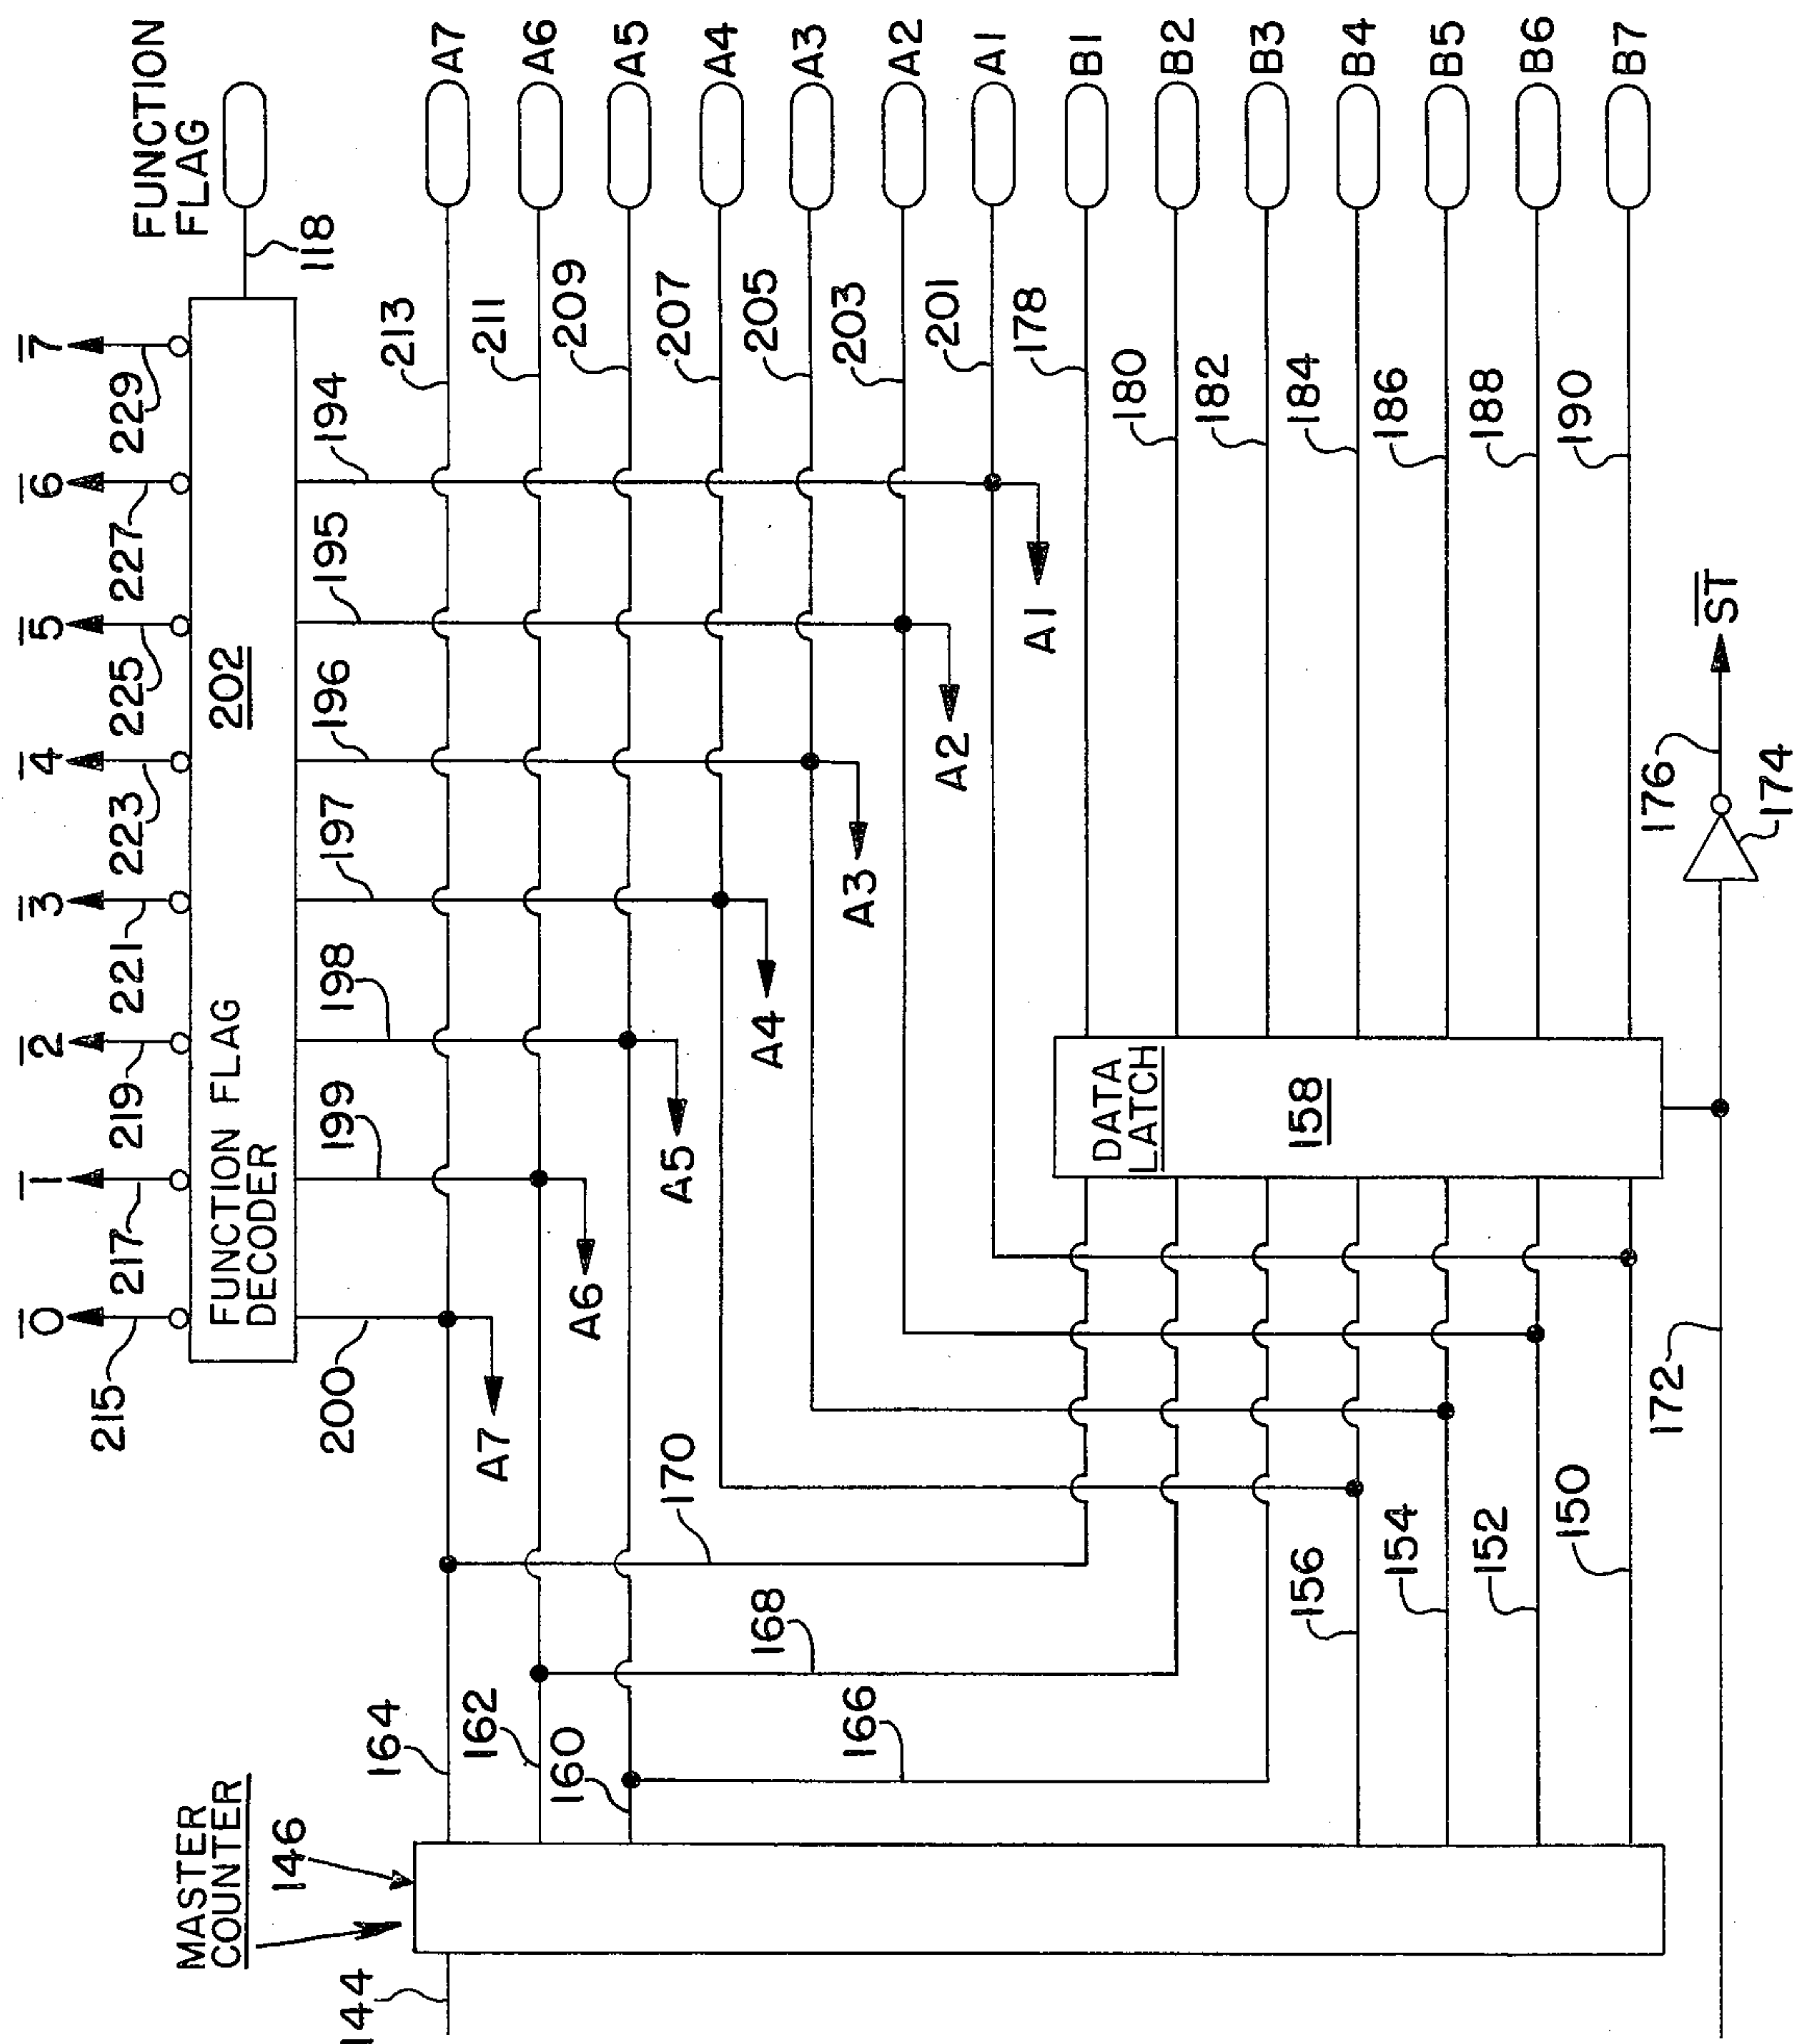 FUNCTION
FLAG
118
0̅
1̅
2̅
3̅
4̅
5̅
6̅
7̅
215
217
219
221
223
225
227
229
FUNCTION FLAG
DECODER
202
200
199
198
197
196
195
194
213
211
209
207
205
203
201
178
180
182
184
186
188
190
A7
A6
A5
A4
A3
A2
A1
B1
B2
B3
B4
B5
B6
B7
A7
A6
A5
A4
A3
A2
A1
MASTER
COUNTER
146
144
164
162
160
170
168
166
156
154
152
150
DATA
LATCH
158
172
174
176
S̅T̅